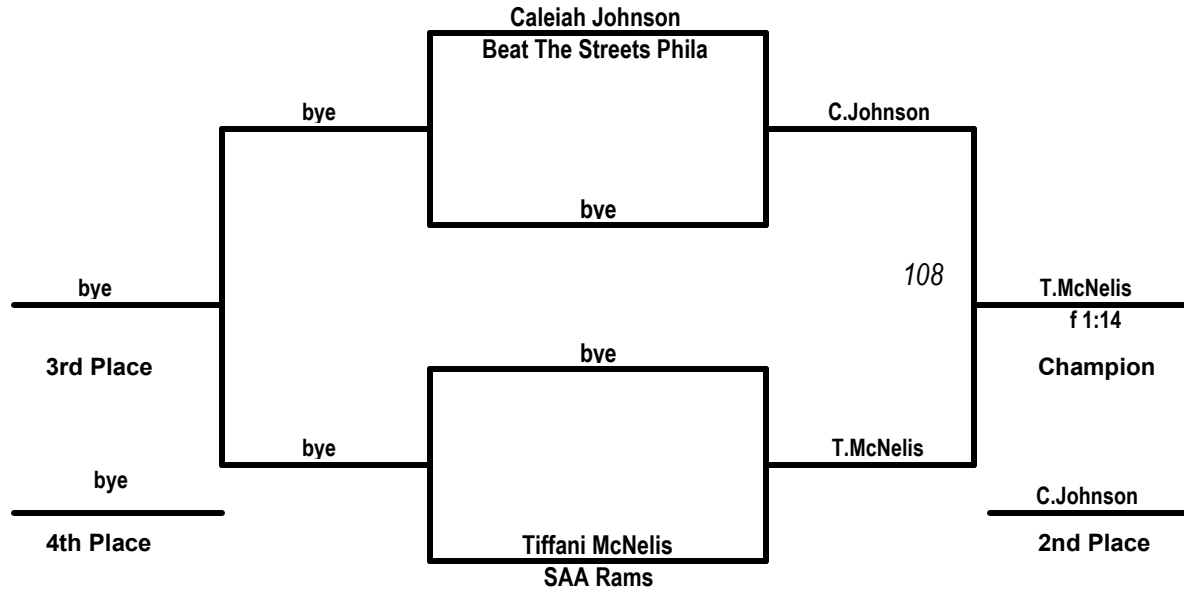 Caleiah Johnson
Beat The Streets Phila
bye
C.Johnson
bye
108
bye
T.McNelis
f 1:14
3rd Place
bye
Champion
bye
T.McNelis
bye
C.Johnson
4th Place
Tiffani McNelis
2nd Place
SAA Rams